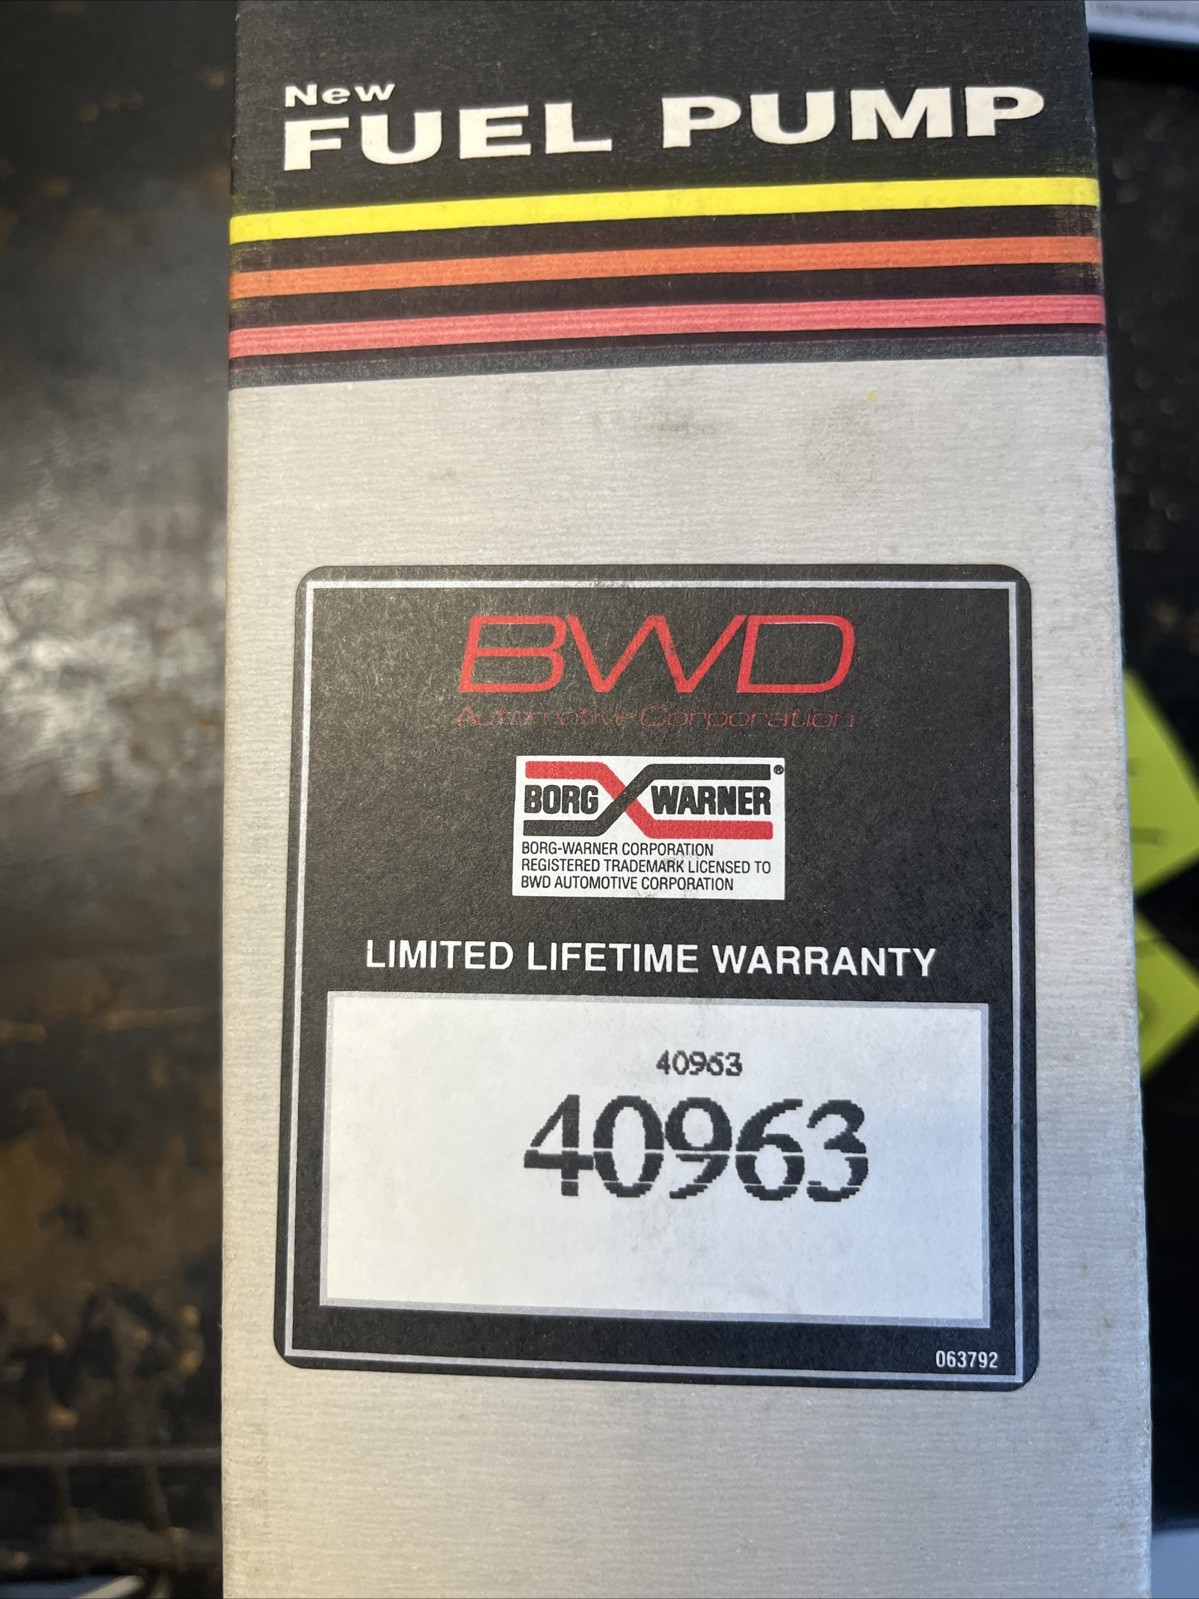 New
FUEL PUMP
BWD
Automotive Corporation
BORG WARNER®
BORG-WARNER CORPORATION
REGISTERED TRADEMARK LICENSED TO
BWD AUTOMOTIVE CORPORATION
LIMITED LIFETIME WARRANTY
40963
40963
063792